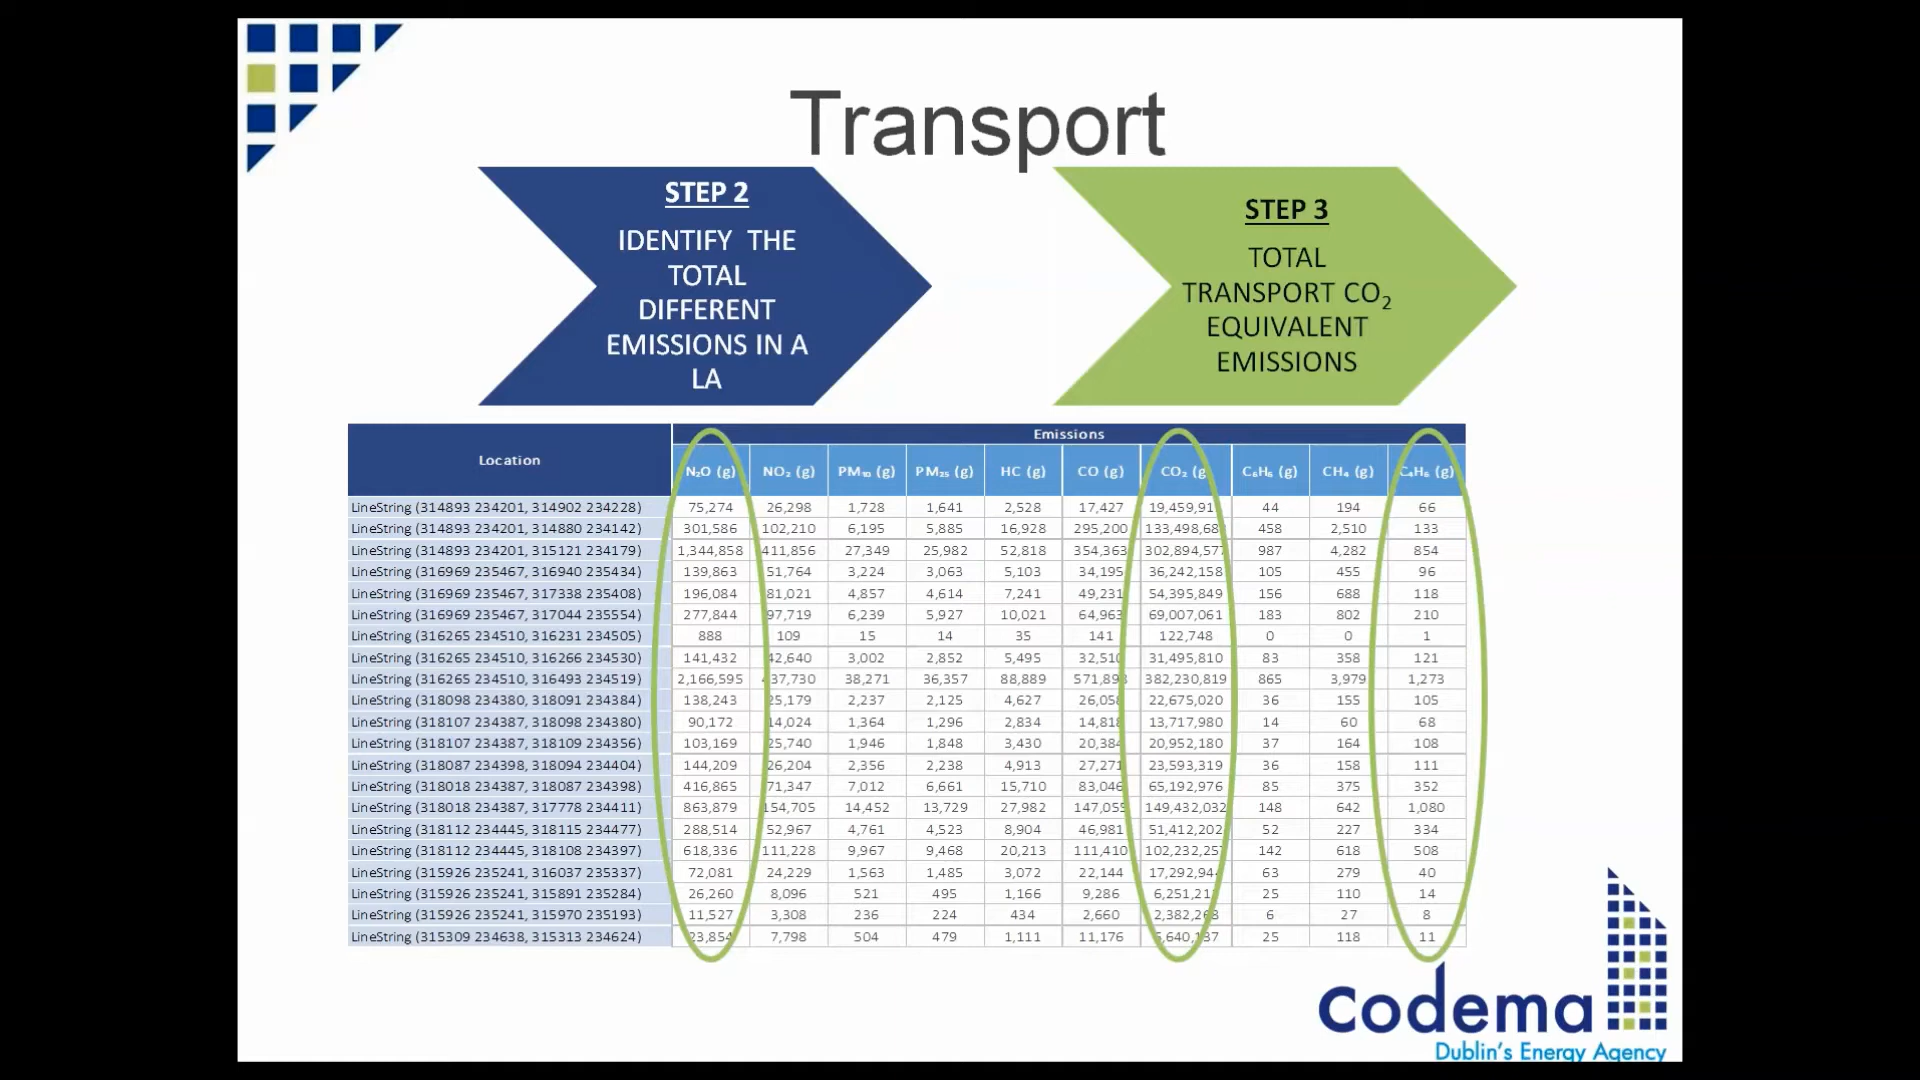 Transport
STEP 2
IDENTIFY THE
TOTAL
DIFFERENT
EMISSIONS IN A
LA
STEP 3
TOTAL
TRANSPORT CO₂
EQUIVALENT
EMISSIONS
Location Emissions
N₂O (g) NO₂ (g) PM₁₀ (g) PM₂₅ (g) HC (g) CO (g) CO₂ (g) C₆H₆ (g) CH₄ (g) C₄H₆ (g)
LineString (314893 234201, 314902 234228) 75,274 26,298 1,728 1,641 2,528 17,427 44 194 66
LineString (314893 234201, 314880 234142) 301,586 102,210 6,195 5,885 16,928 295,200 458 2,510 133
LineString (314893 234201, 315121 234179) 1,344,858 411,856 27,349 25,982 52,818 354,363 302,894,577 987 4,282 854
LineString (316969 235467, 316940 235434) 139,863 51,764 3,224 3,063 5,103 34,195 36,242,158 105 455 96
LineString (316969 235467, 317338 235408) 196,084 81,021 4,857 4,614 7,241 49,231 54,395,849 156 688 118
LineString (316969 235467, 317044 235554) 277,844 97,719 6,239 5,927 10,021 64,963 69,007,061 183 802 210
LineString (316265 234510, 316231 234505) 888 109 15 14 35 141 122,748 0 0 1
LineString (316265 234510, 316266 234530) 141,432 42,640 3,002 2,852 5,495 32,510 31,495,810 83 358 121
LineString (316265 234510, 316493 234519) 2,166,595 437,730 38,271 36,357 88,889 571,898 382,230,819 865 3,979 1,273
LineString (318098 234380, 318091 234384) 138,243 25,179 2,237 2,125 4,627 26,058 22,675,020 36 155 105
LineString (318107 234387, 318098 234380) 90,172 14,024 1,364 1,296 2,834 14,818 13,717,980 14 60 68
LineString (318107 234387, 318109 234356) 103,169 25,740 1,946 1,848 3,430 20,384 20,952,180 37 164 108
LineString (318087 234398, 318094 234404) 144,209 26,204 2,356 2,238 4,913 27,271 23,593,319 36 158 111
LineString (318018 234387, 318087 234398) 416,865 71,347 7,012 6,661 15,710 83,046 65,192,976 85 375 352
LineString (318018 234387, 317778 234411) 863,879 154,705 14,452 13,729 27,982 147,055 149,432,032 148 642 1,080
LineString (318112 234445, 318115 234477) 288,514 52,967 4,761 4,523 8,904 46,981 51,412,202 52 227 334
LineString (318112 234445, 318108 234397) 618,336 111,228 9,967 9,468 20,213 111,410 102,232,257 142 618 508
LineString (315926 235241, 316037 235337) 72,081 24,229 1,563 1,485 3,072 22,144 63 279 40
LineString (315926 235241, 315891 235284) 26,260 8,096 521 495 1,166 9,286 25 110 14
LineString (315926 235241, 315970 235193) 11,527 3,308 236 224 434 2,660 2,382,268 6 27 8
LineString (315309 234638, 315313 234624) 23,854 7,798 504 479 1,111 11,176 25 118 11
Codema
Dublin's Energy Agency